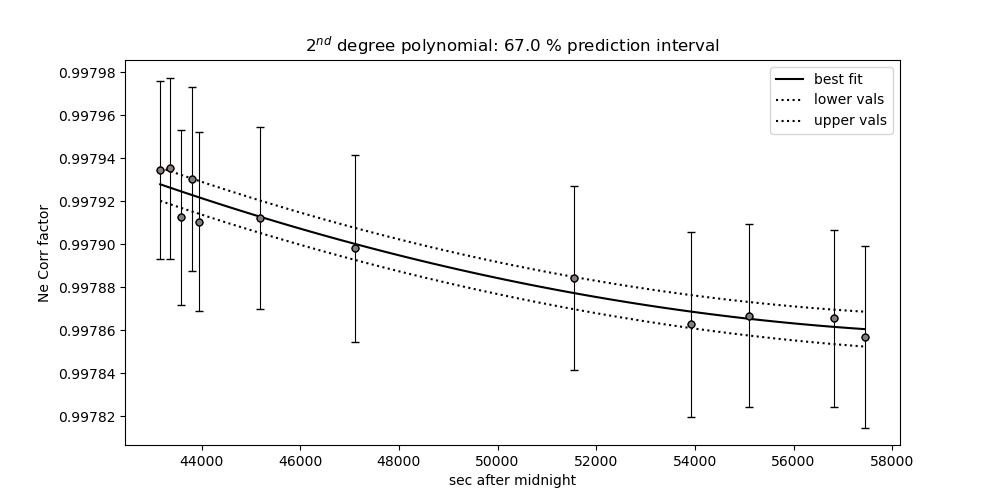 2nd degree polynomial: 67.0 % prediction interval
0.99798
0.99796
0.99794
0.99792
0.99790
0.99788
0.99786
0.99784
0.99782
Ne Corr factor
best fit
lower vals
upper vals
44000 46000 48000 50000 52000 54000 56000 58000
sec after midnight